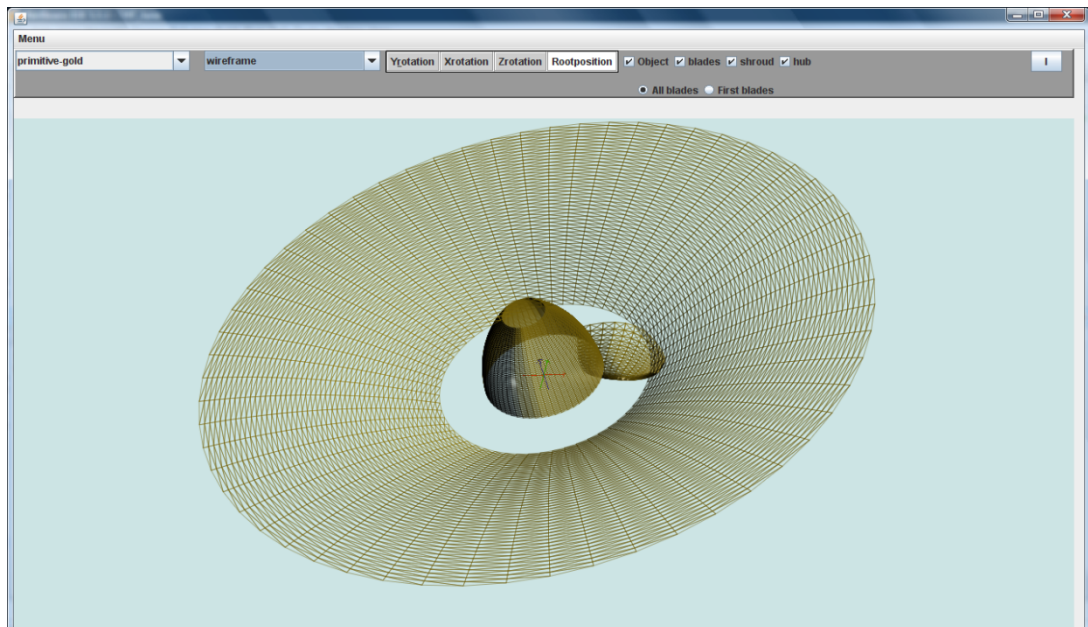 Menu
primitive-gold wireframe Yrotation Xrotation Zrotation Rootposition Object blades shroud hub I
All blades First blades